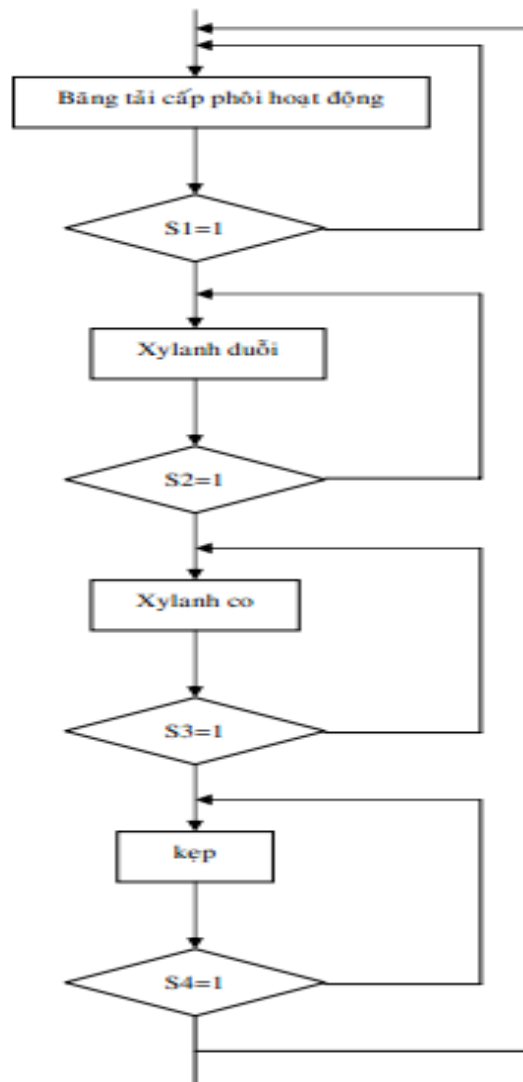 Băng tải cấp phôi hoạt động
S1=1
Xylanh duỗi
S2=1
Xylanh co
S3=1
kẹp
S4=1